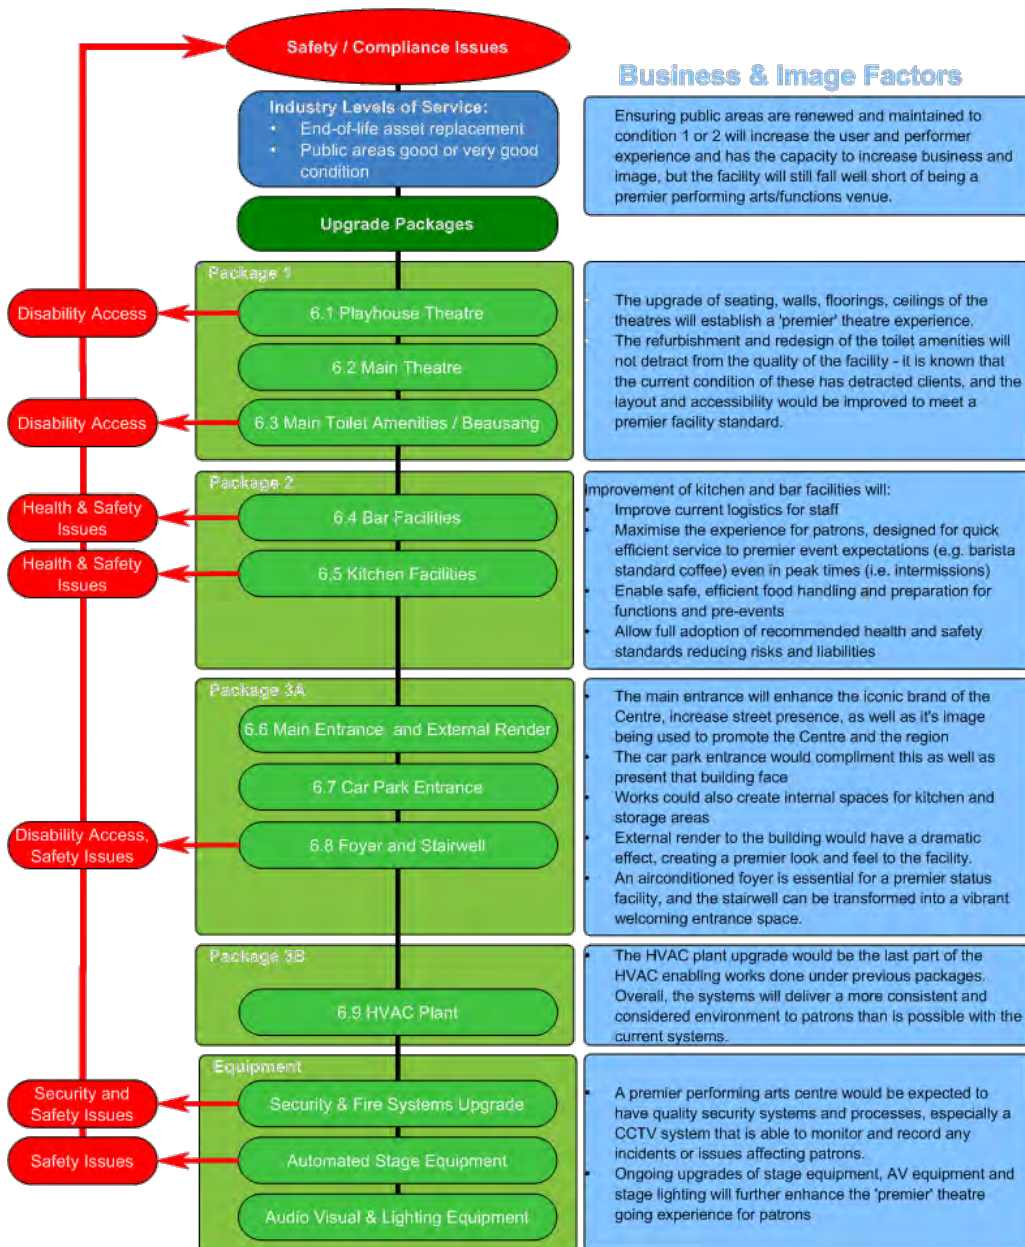 Safety / Compliance Issues
Business & Image Factors
Industry Levels of Service:
• End-of-life asset replacement
• Public areas good or very good
condition
Ensuring public areas are renewed and maintained to
condition 1 or 2 will increase the user and performer
experience and has the capacity to increase business and
image, but the facility will still fall well short of being a
premier performing arts/functions venue.
Upgrade Packages
Package 1
Disability Access
6.1 Playhouse Theatre
6.2 Main Theatre
Disability Access
6.3 Main Toilet Amenities / Beausang
• The upgrade of seating, walls, floorings, ceilings of the
theatres will establish a 'premier' theatre experience.
• The refurbishment and redesign of the toilet amenities will
not detract from the quality of the facility - it is known that
the current condition of these has detracted clients, and the
layout and accessibility would be improved to meet a
premier facility standard.
Package 2
Health & Safety
Issues
6.4 Bar Facilities
Health & Safety
Issues
6.5 Kitchen Facilities
Improvement of kitchen and bar facilities will:
• Improve current logistics for staff
• Maximise the experience for patrons, designed for quick
efficient service to premier event expectations (e.g. barista
standard coffee) even in peak times (i.e. intermissions)
• Enable safe, efficient food handling and preparation for
functions and pre-events
• Allow full adoption of recommended health and safety
standards reducing risks and liabilities
Package 3A
6.6 Main Entrance and External Render
6.7 Car Park Entrance
Disability Access,
Safety Issues
6.8 Foyer and Stairwell
• The main entrance will enhance the iconic brand of the
Centre, increase street presence, as well as it's image
being used to promote the Centre and the region
• The car park entrance would compliment this as well as
present that building face
• Works could also create internal spaces for kitchen and
storage areas
• External render to the building would have a dramatic
effect, creating a premier look and feel to the facility.
• An airconditioned foyer is essential for a premier status
facility, and the stairwell can be transformed into a vibrant
welcoming entrance space.
Package 3B
6.9 HVAC Plant
• The HVAC plant upgrade would be the last part of the
HVAC enabling works done under previous packages.
Overall, the systems will deliver a more consistent and
considered environment to patrons than is possible with the
current systems.
Equipment
Security and
Safety Issues
Security & Fire Systems Upgrade
Safety Issues
Automated Stage Equipment
Audio Visual & Lighting Equipment
• A premier performing arts centre would be expected to
have quality security systems and processes, especially a
CCTV system that is able to monitor and record any
incidents or issues affecting patrons.
• Ongoing upgrades of stage equipment, AV equipment and
stage lighting will further enhance the 'premier' theatre
going experience for patrons